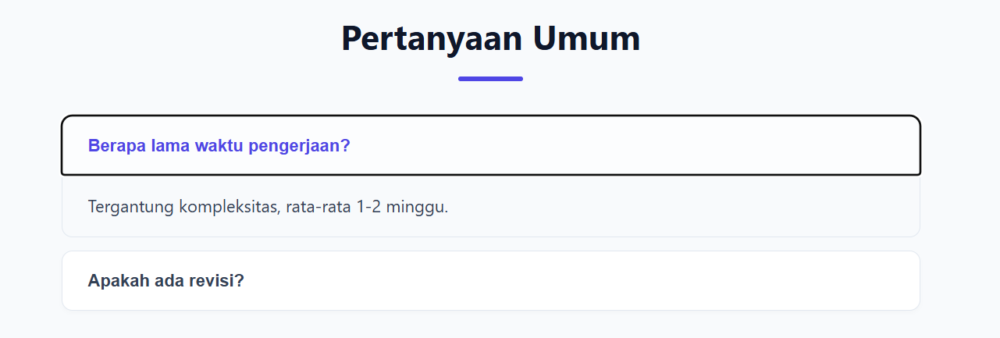 Pertanyaan Umum
Berapa lama waktu pengerjaan?
Tergantung kompleksitas, rata-rata 1-2 minggu.
Apakah ada revisi?